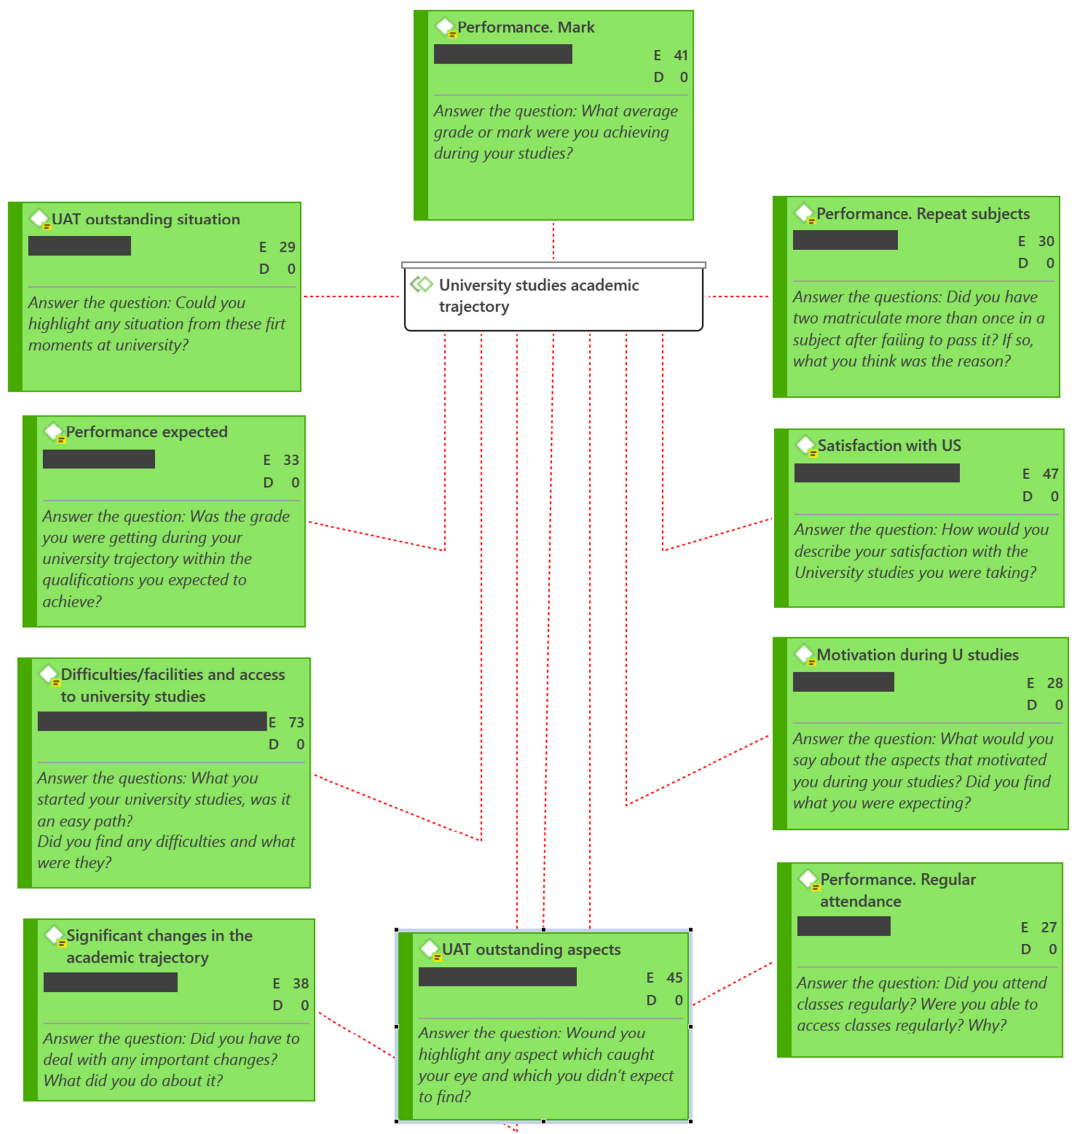 Performance. Mark
E 41
D 0
Answer the question: What average
grade or mark were you achieving
during your studies?
UAT outstanding situation
E 29
D 0
Answer the question: Could you
highlight any situation from these firt
moments at university?
University studies academic
trajectory
Performance. Repeat subjects
E 30
D 0
Answer the questions: Did you have
two matriculate more than once in a
subject after failing to pass it? If so,
what you think was the reason?
Performance expected
E 33
D 0
Answer the question: Was the grade
you were getting during your
university trajectory within the
qualifications you expected to
achieve?
Satisfaction with US
E 47
D 0
Answer the question: How would you
describe your satisfaction with the
University studies you were taking?
Difficulties/facilities and access
to university studies
E 73
D 0
Answer the questions: What you
started your university studies, was it
an easy path?
Did you find any difficulties and what
were they?
Motivation during U studies
E 28
D 0
Answer the question: What would you
say about the aspects that motivated
you during your studies? Did you find
what you were expecting?
Significant changes in the
academic trajectory
E 38
D 0
Answer the question: Did you have to
deal with any important changes?
What did you do about it?
UAT outstanding aspects
E 45
D 0
Answer the question: Wound you
highlight any aspect which caught
your eye and which you didn't expect
to find?
Performance. Regular
attendance
E 27
D 0
Answer the question: Did you attend
classes regularly? Were you able to
access classes regularly? Why?